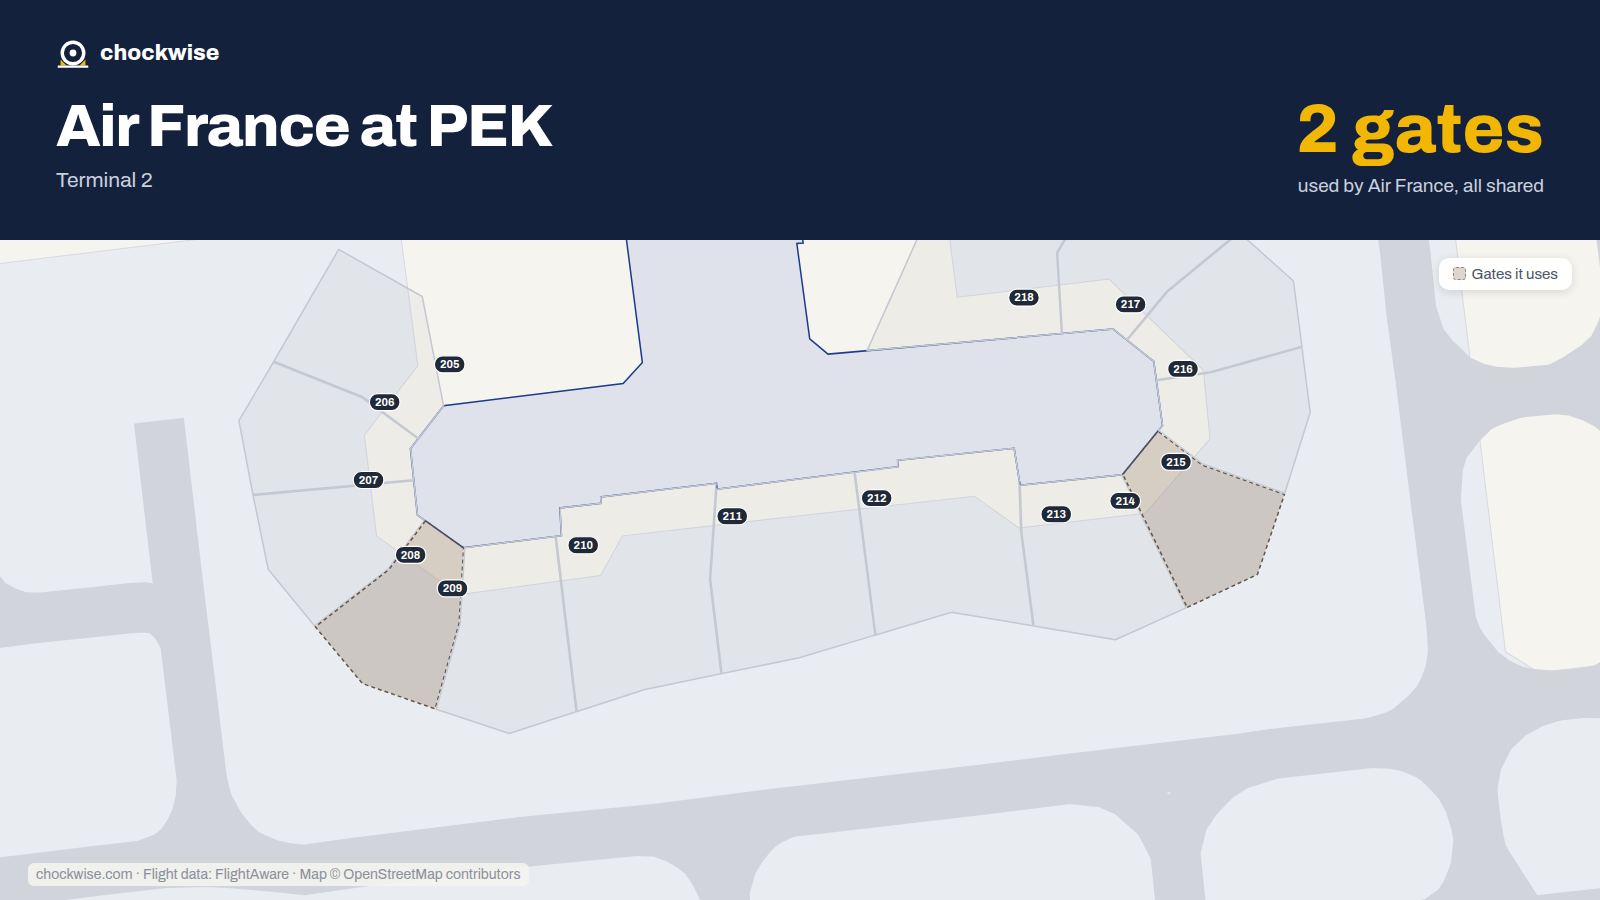 chockwise
Air France at PEK
Terminal 2
2 gates
used by Air France, all shared
Gates it uses
218
217
205
216
206
215
207
212
214
213
211
210
208
209
chockwise.com · Flight data: FlightAware · Map © OpenStreetMap contributors